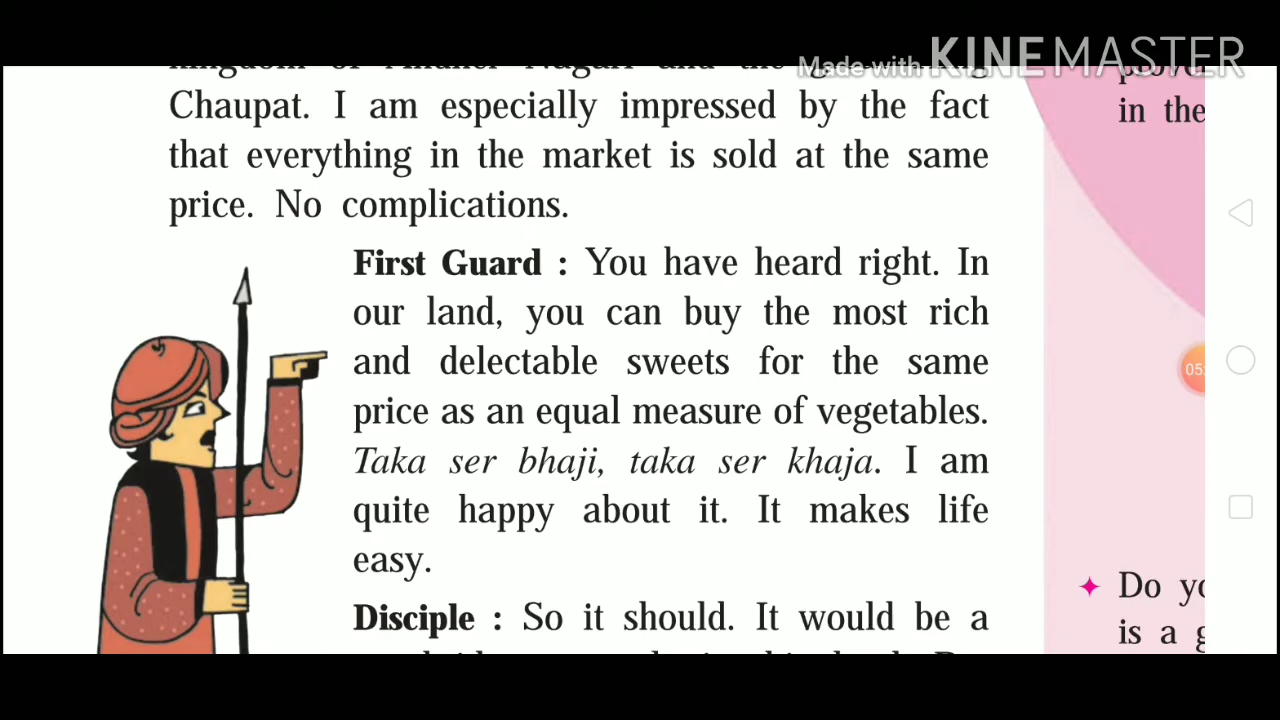 Made with KINEMASTER
Chaupat. I am especially impressed by the fact
that everything in the market is sold at the same
price. No complications.
First Guard : You have heard right. In
our land, you can buy the most rich
and delectable sweets for the same
price as an equal measure of vegetables.
Taka ser bhaji, taka ser khaja. I am
quite happy about it. It makes life
easy.
Disciple : So it should. It would be a
in the
Do yo
is a g
05: